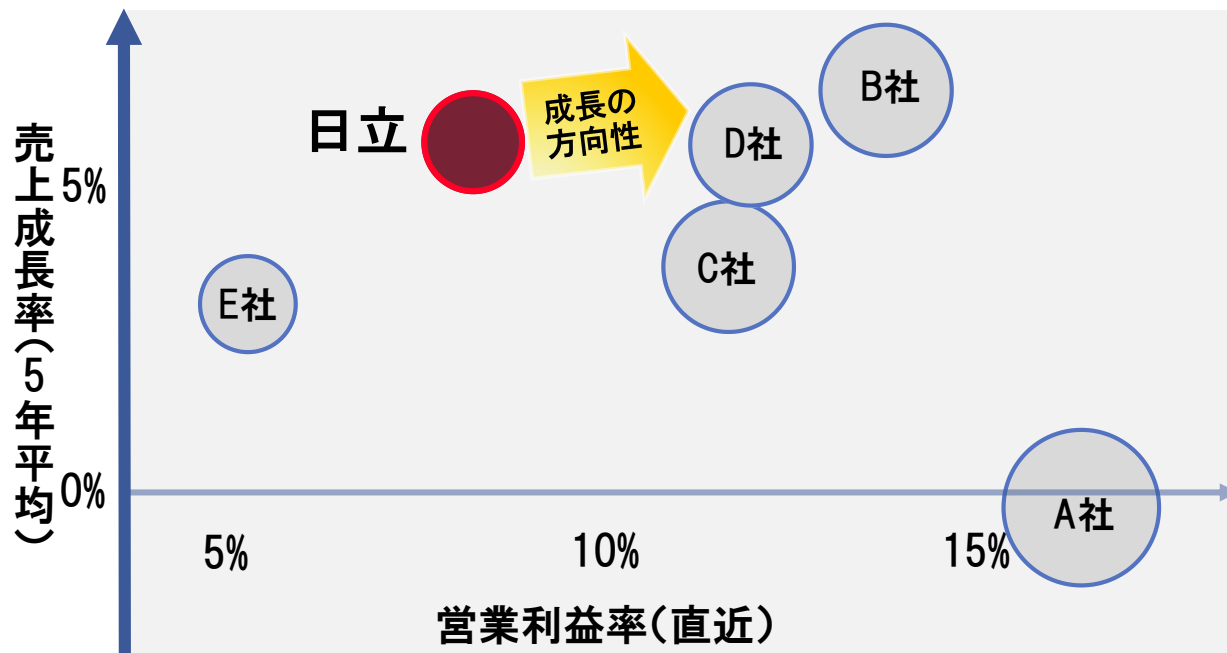 売上成長率(5年平均)
5%
0%
日立
成長の
方向性
B社
D社
C社
E社
A社
5%
10%
15%
営業利益率(直近)